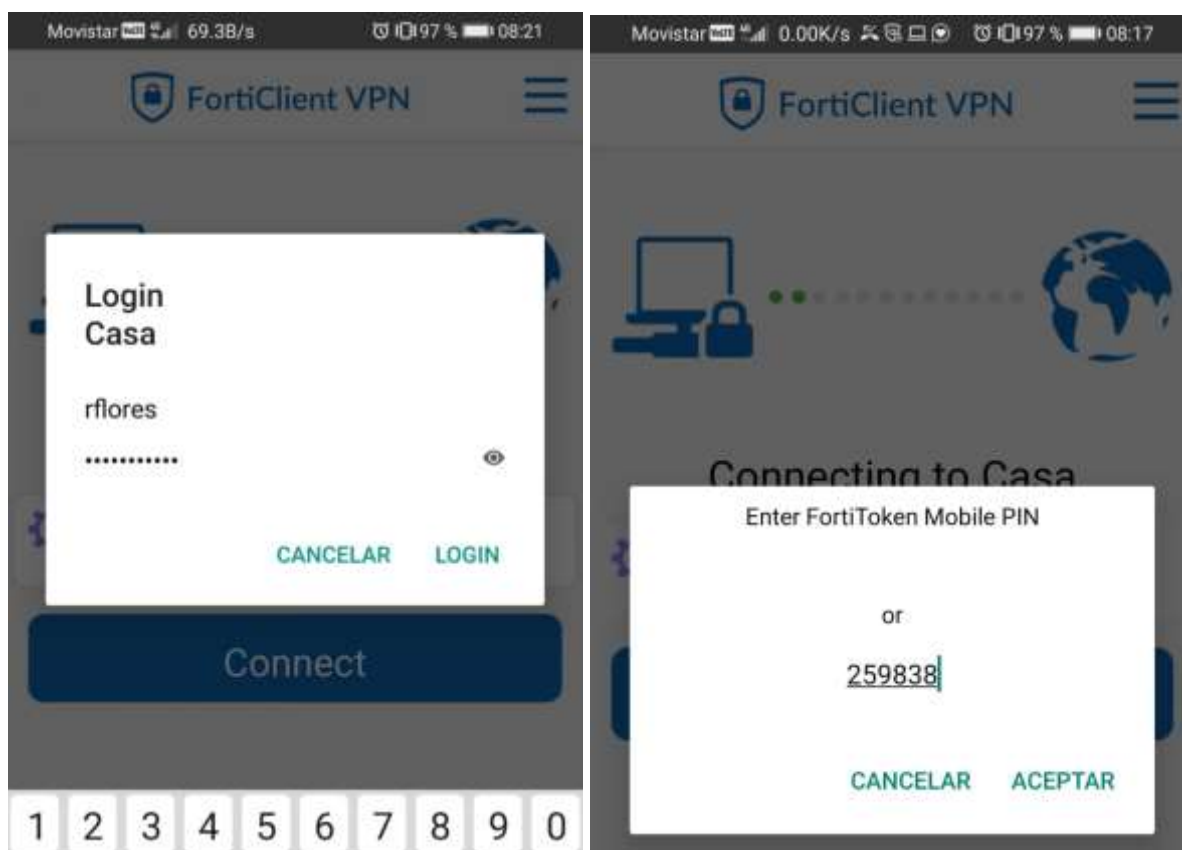 Movistar VoLTE 69.3B/s 97 % 08:21
FortiClient VPN
Login
Casa
rflores
•••••••••••
CANCELAR LOGIN
Connect
1 2 3 4 5 6 7 8 9 0
Movistar VoLTE 0.00K/s 97 % 08:17
FortiClient VPN
Connecting to Casa
Enter FortiToken Mobile PIN
or
259838
CANCELAR ACEPTAR